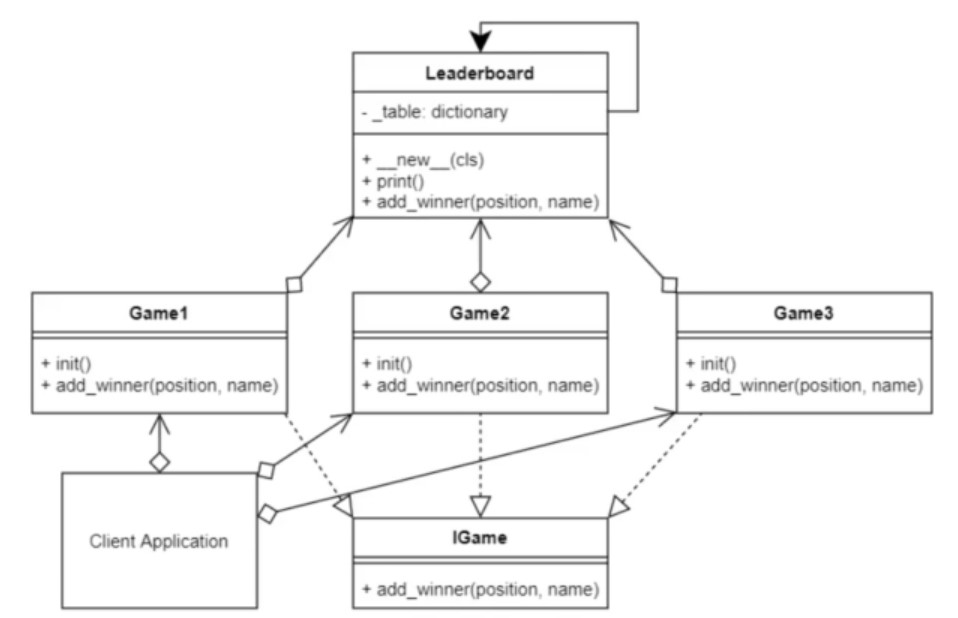 Leaderboard
- _table: dictionary
+ __new__(cls)
+ print()
+ add_winner(position, name)
Game1
+ init()
+ add_winner(position, name)
Game2
+ init()
+ add_winner(position, name)
Game3
+ init()
+ add_winner(position, name)
Client Application
IGame
+ add_winner(position, name)